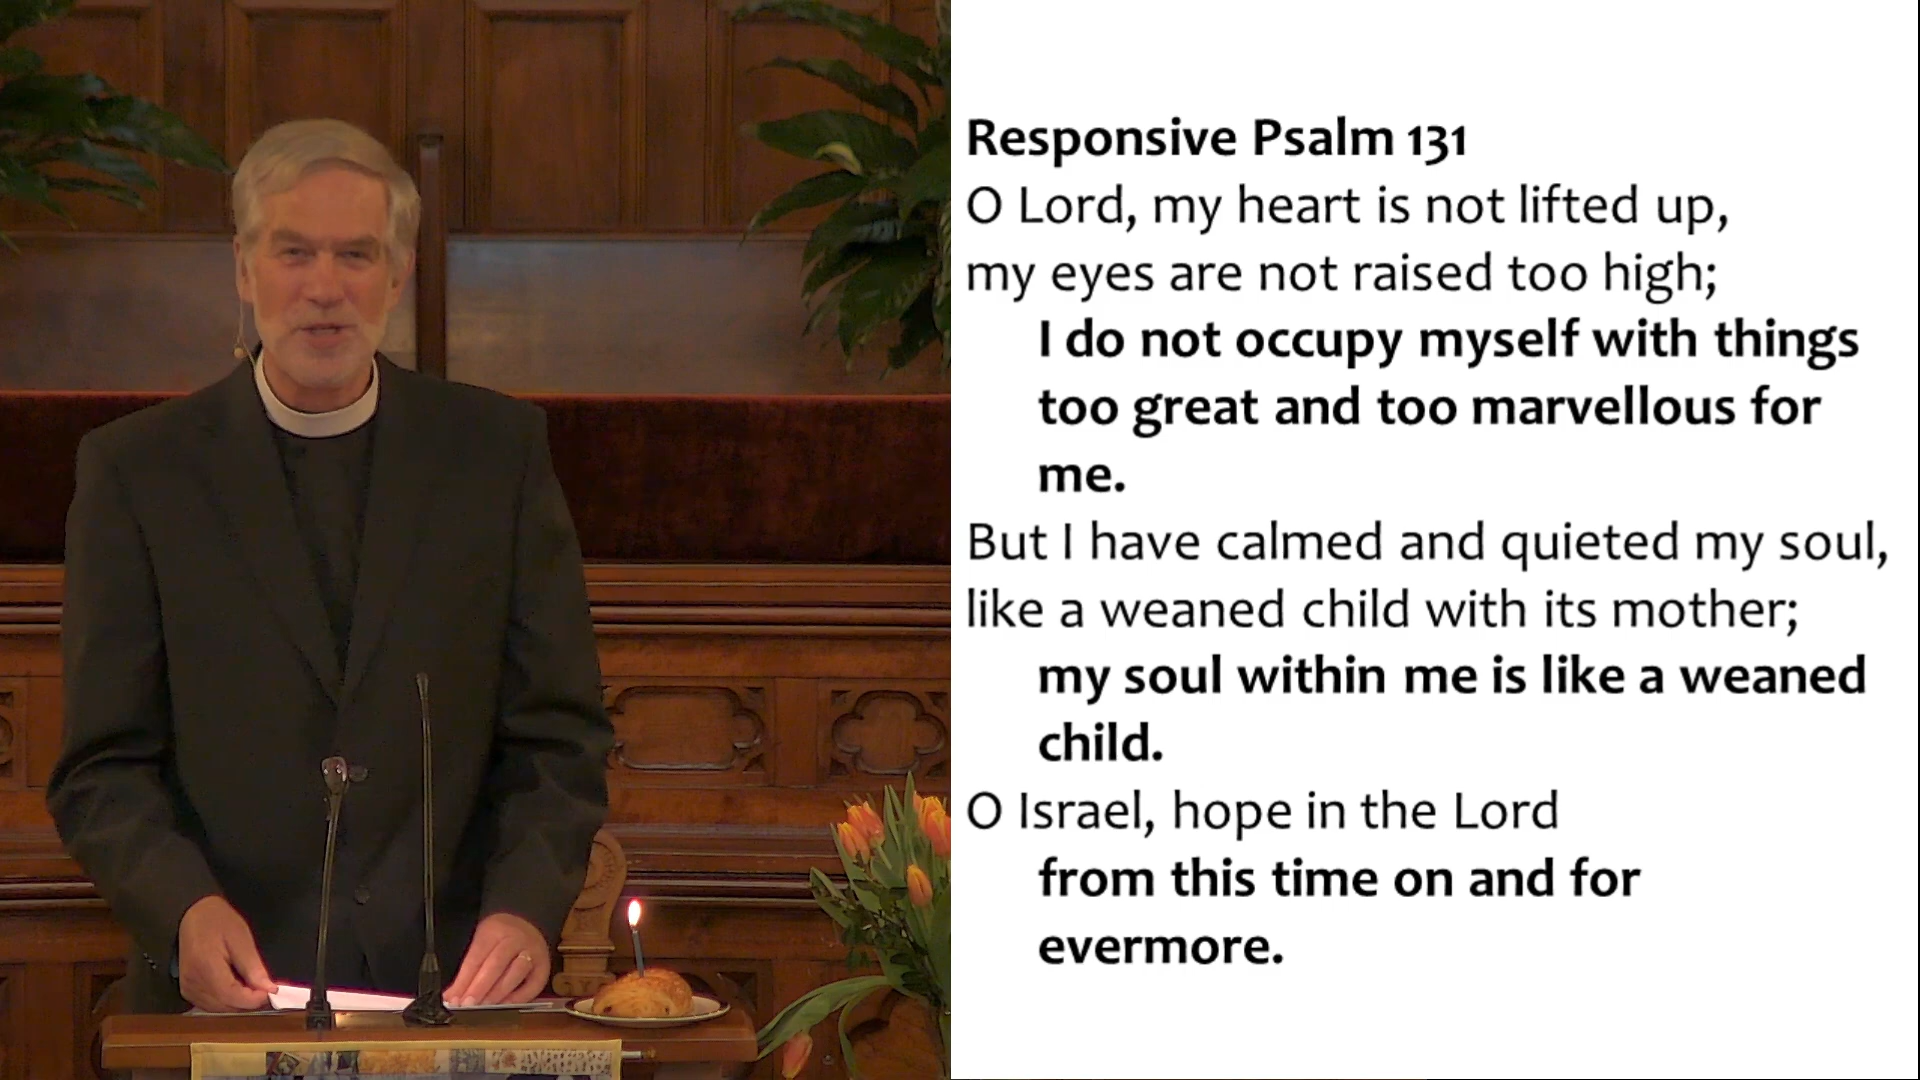 Responsive Psalm 131
O Lord, my heart is not lifted up,
my eyes are not raised too high;
I do not occupy myself with things
too great and too marvellous for
me.
But I have calmed and quieted my soul,
like a weaned child with its mother;
my soul within me is like a weaned
child.
O Israel, hope in the Lord
from this time on and for
evermore.